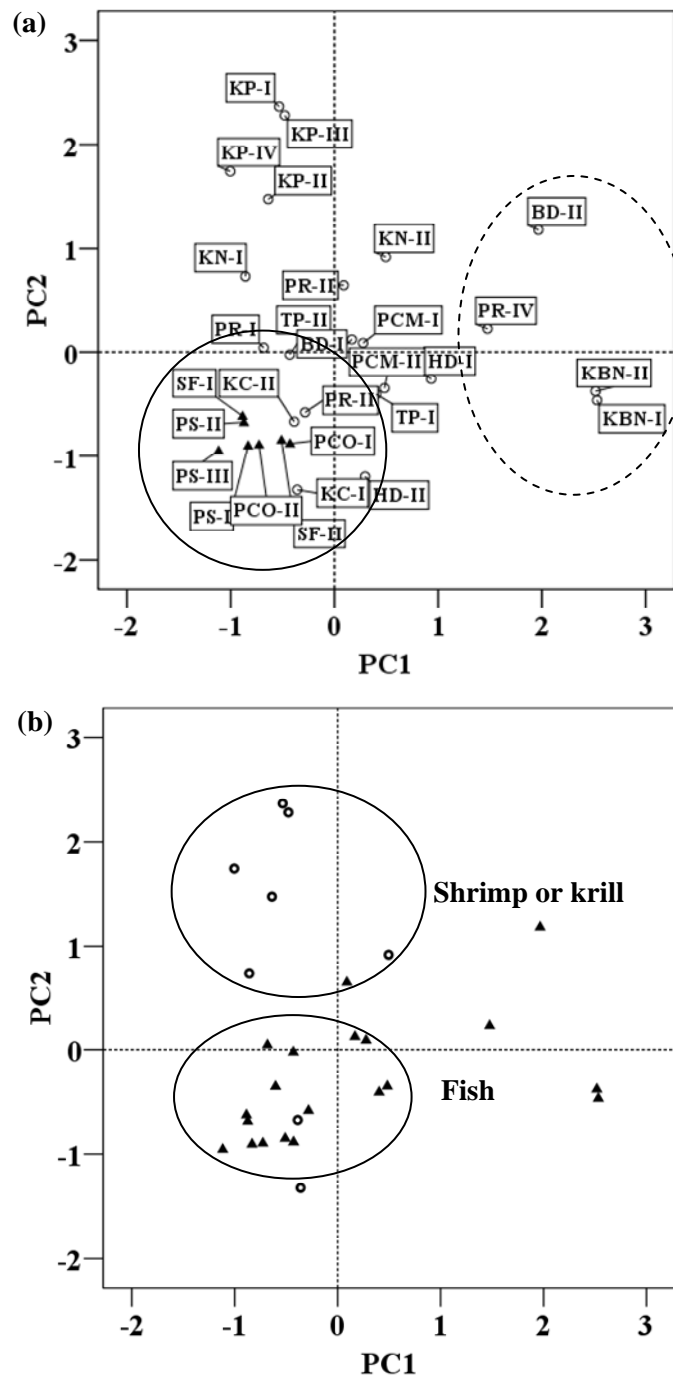 (a)
3
KP-I
KP-III
2
KP-IV
KP-II
BD-II
KN-II
1
KN-I
PR-II
PR-IV
PC2
TP-II
PCM-I
PR-I
BD-I
0
PCM-II
HD-I
KBN-II
SF-I
KC-II
PR-II
TP-I
KBN-I
PS-II
PCO-I
-1
PS-III
KC-I
HD-II
PS-I
PCO-II
SF-II
-2
-2 -1 0 1 2 3
PC1
(b)
3
2
Shrimp or krill
1
PC2
0
Fish
-1
-2
-2 -1 0 1 2 3
PC1